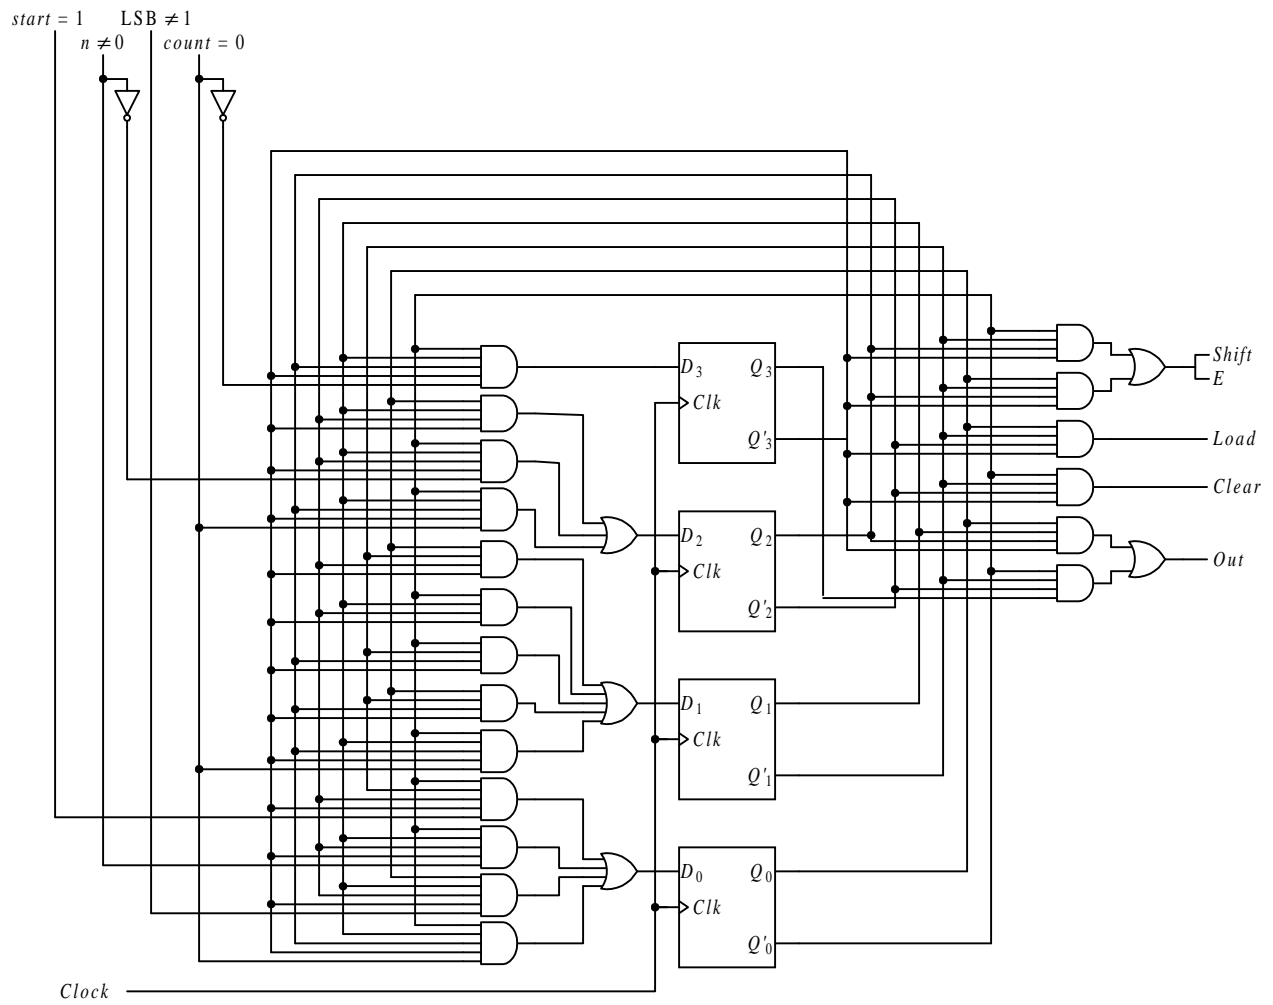 start = 1
LSB ≠ 1
n ≠ 0
count = 0
D3
Q3
Clk
Q'3
D2
Q2
Clk
Q'2
D1
Q1
Clk
Q'1
D0
Q0
Clk
Q'0
Shift
E
Load
Clear
Out
Clock